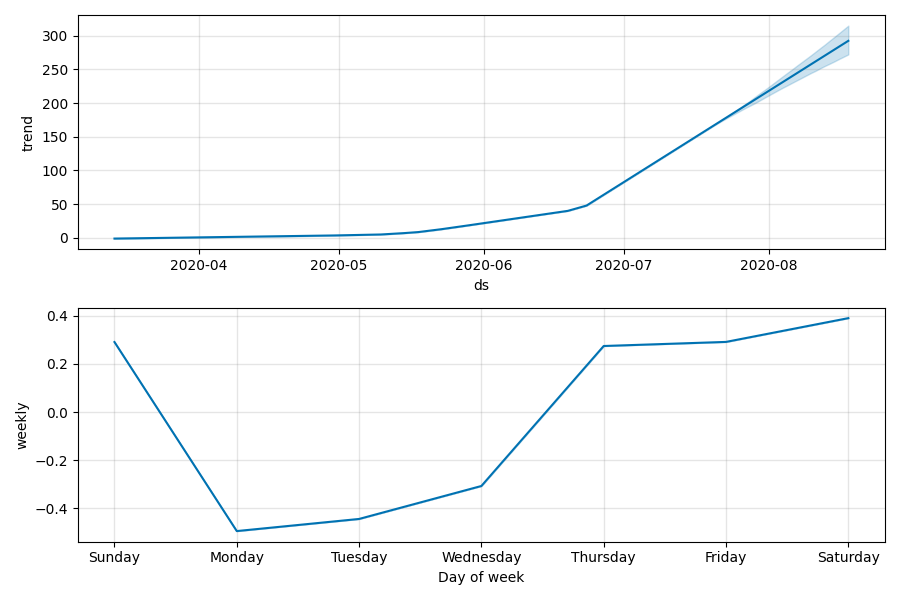 300
250
200
150
100
50
0
trend
2020-04 2020-05 2020-06 2020-07 2020-08
ds
0.4
0.2
0.0
−0.2
−0.4
weekly
Sunday Monday Tuesday Wednesday Thursday Friday Saturday
Day of week